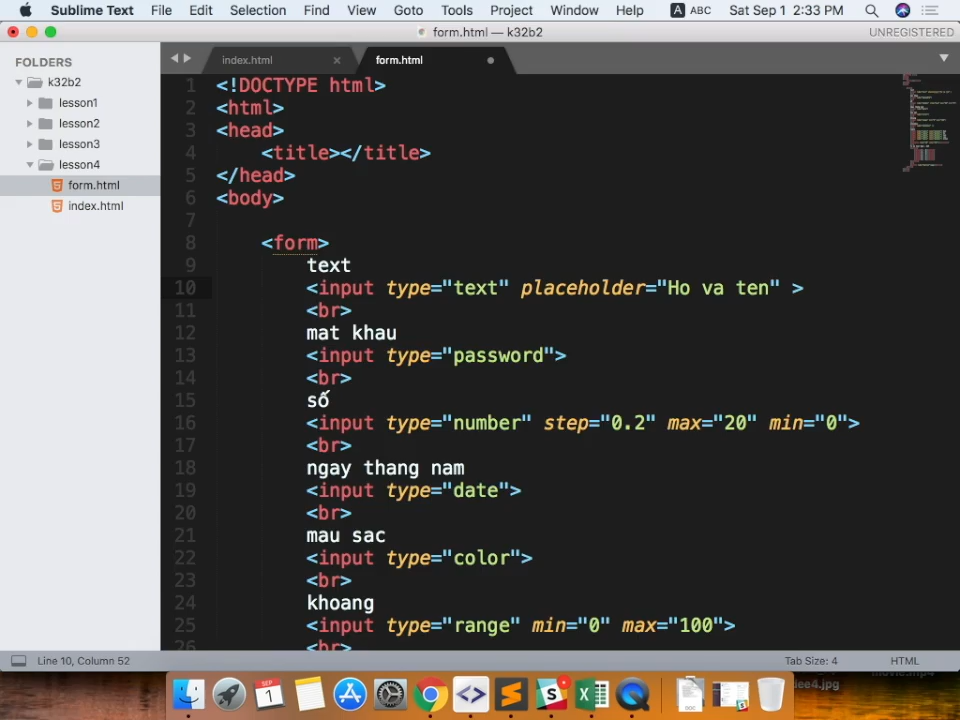 Sublime Text File Edit Selection Find View Goto Tools Project Window Help A ABC Sat Sep 1 2:33 PM
form.html — k32b2 UNREGISTERED
FOLDERS
k32b2
lesson1
lesson2
lesson3
lesson4
form.html
index.html
index.html × form.html
1 <!DOCTYPE html>
2 <html>
3 <head>
4 <title></title>
5 </head>
6 <body>
7
8 <form>
9 text
10 <input type="text" placeholder="Ho va ten" >
11 <br>
12 mat khau
13 <input type="password">
14 <br>
15 số
16 <input type="number" step="0.2" max="20" min="0">
17 <br>
18 ngay thang nam
19 <input type="date">
20 <br>
21 mau sac
22 <input type="color">
23 <br>
24 khoang
25 <input type="range" min="0" max="100">
26 <br>
Line 10, Column 52 Tab Size: 4 HTML
SEP
1